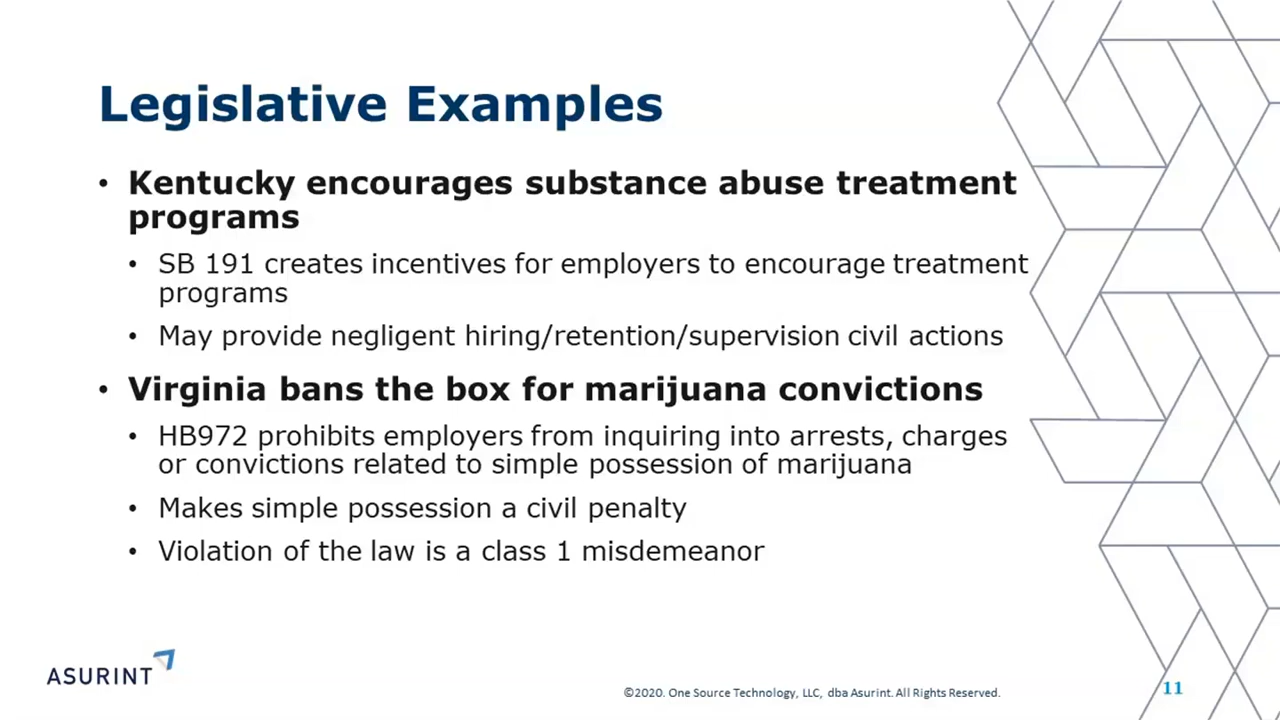 Legislative Examples
• Kentucky encourages substance abuse treatment
programs
• SB 191 creates incentives for employers to encourage treatment
programs
• May provide negligent hiring/retention/supervision civil actions
• Virginia bans the box for marijuana convictions
• HB972 prohibits employers from inquiring into arrests, charges
or convictions related to simple possession of marijuana
• Makes simple possession a civil penalty
• Violation of the law is a class 1 misdemeanor
ASURINT
©2020. One Source Technology, LLC, dba Asurint. All Rights Reserved.
11